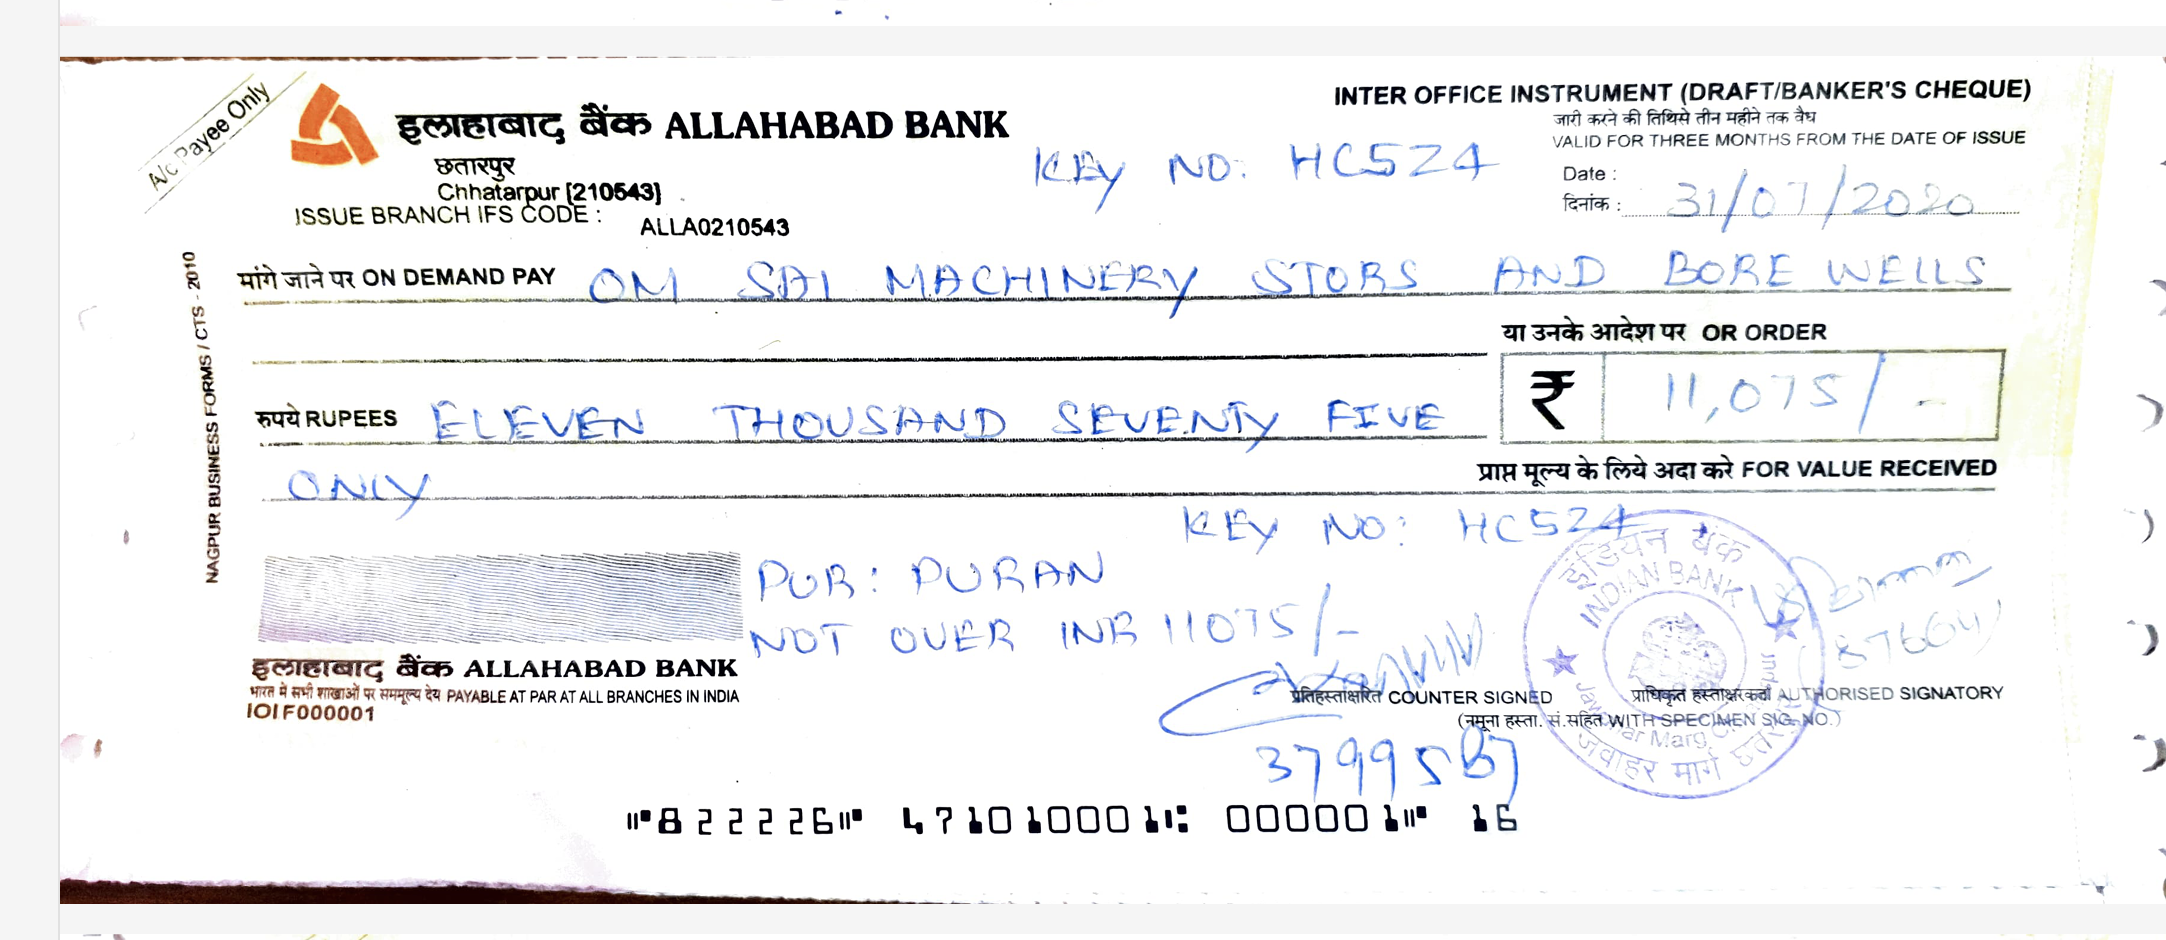 A/c Payee Only
इलाहाबाद बैंक ALLAHABAD BANK
छतारपुर
Chhatarpur [210543]
ISSUE BRANCH IFS CODE : ALLA0210543
INTER OFFICE INSTRUMENT (DRAFT/BANKER'S CHEQUE)
जारी करने की तिथिसे तीन महीने तक वैध
VALID FOR THREE MONTHS FROM THE DATE OF ISSUE
KEY NO: HC524
Date :
दिनांक : 31/07/2020
मांगे जाने पर ON DEMAND PAY OM SAI MACHINERY STORS AND BORE WELLS
या उनके आदेश पर OR ORDER
रुपये RUPEES ELEVEN THOUSAND SEVENTY FIVE
₹ 11,075/-
ONLY
प्राप्त मूल्य के लिये अदा करे FOR VALUE RECEIVED
NAGPUR BUSINESS FORMS / CTS - 2010
KEY NO: HC524
PUR: PURAN
NOT OVER INR 11075/-
इलाहाबाद बैंक ALLAHABAD BANK
भारत मे सभी शाखाओं पर सममूल्य देय PAYABLE AT PAR AT ALL BRANCHES IN INDIA
IOIF000001
इंडियन बैंक
INDIAN BANK
जवाहर मार्ग
87664
प्रतिहस्ताक्षरित COUNTER SIGNED
प्राधिकृत हस्ताक्षरकर्ता AUTHORISED SIGNATORY
(नमूना हस्ता. सं.सहित WITH SPECIMEN SIG. NO.)
37995
⑈822226⑈ 471010001⑆ 000001⑈ 16